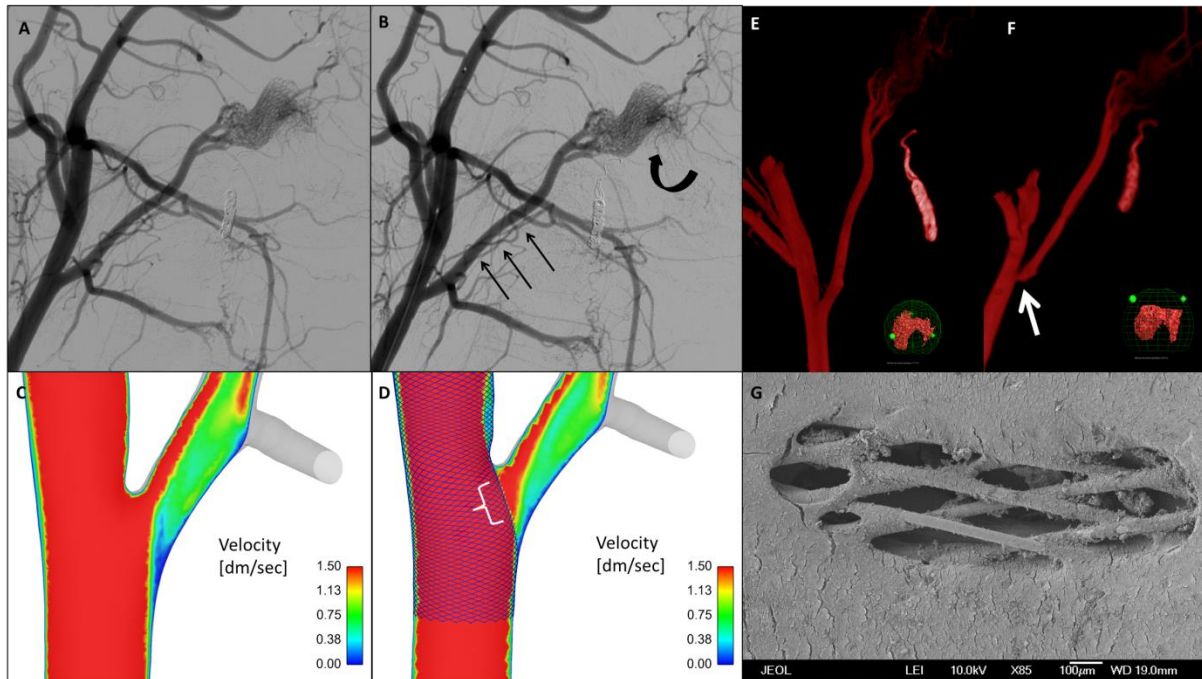 A
B
E
F
C
Velocity
[dm/sec]
1.50
1.13
0.75
0.38
0.00
D
Velocity
[dm/sec]
1.50
1.13
0.75
0.38
0.00
G
JEOL LEI 10.0kV X85 100μm WD 19.0mm